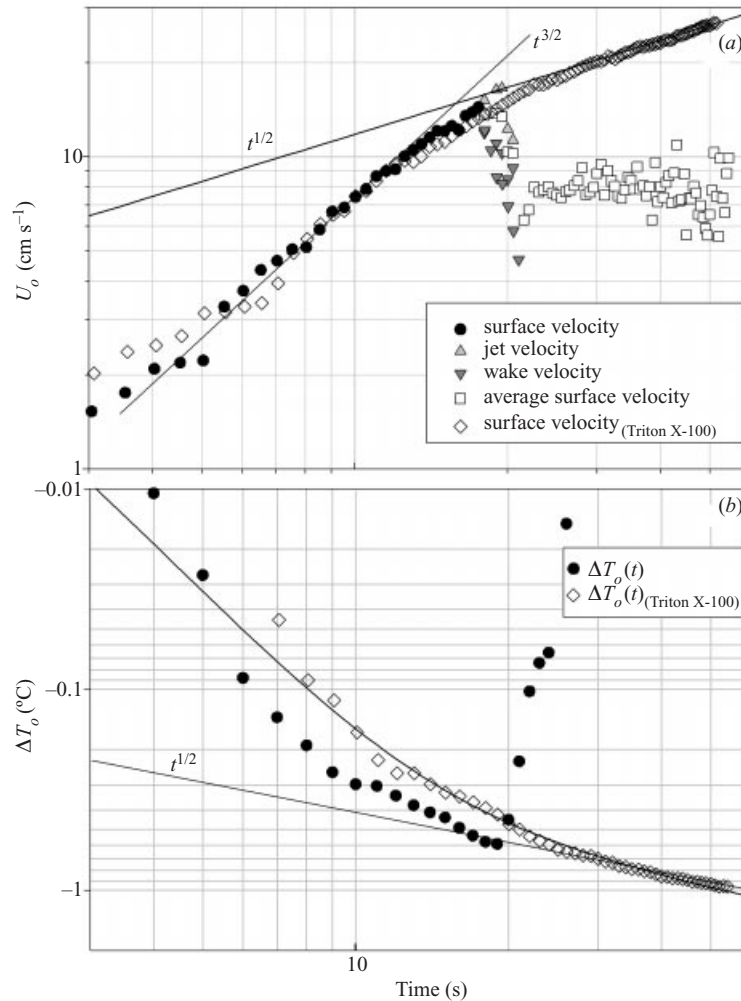 (a)
t^{3/2}
t^{1/2}
10
1
U_o (cm s^{-1})
surface velocity
jet velocity
wake velocity
average surface velocity
surface velocity_{(Triton X-100)}
(b)
−0.01
−0.1
−1
ΔT_o (ºC)
ΔT_o(t)
ΔT_o(t)_{(Triton X-100)}
t^{1/2}
10
Time (s)